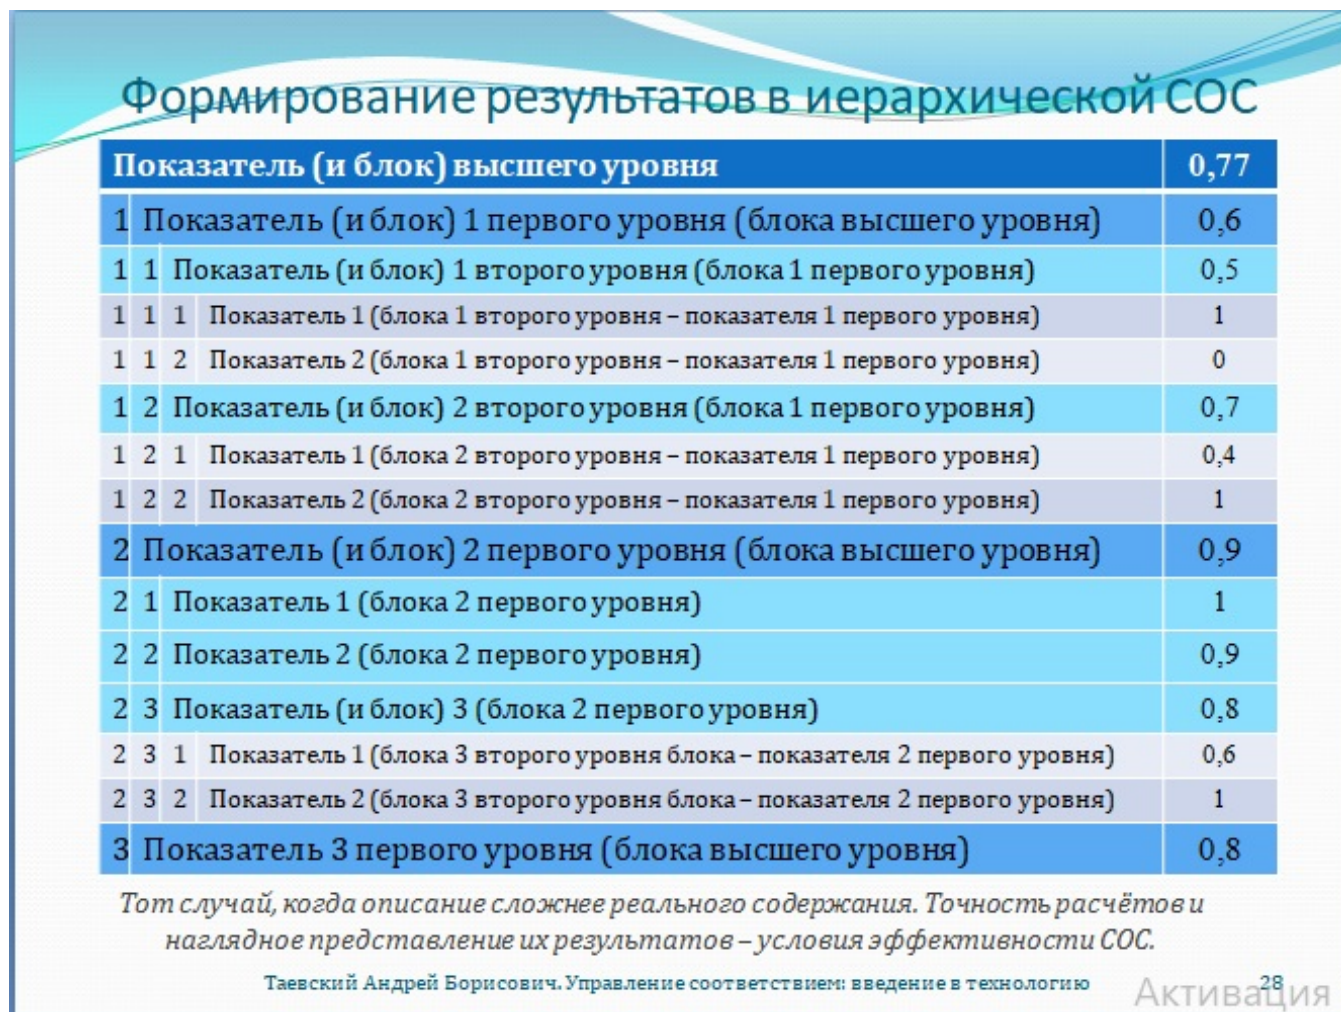 Формирование результатов в иерархической СОС
Показатель (и блок) высшего уровня 0,77
1 Показатель (и блок) 1 первого уровня (блока высшего уровня) 0,6
1 1 Показатель (и блок) 1 второго уровня (блока 1 первого уровня) 0,5
1 1 1 Показатель 1 (блока 1 второго уровня – показателя 1 первого уровня) 1
1 1 2 Показатель 2 (блока 1 второго уровня – показателя 1 первого уровня) 0
1 2 Показатель (и блок) 2 второго уровня (блока 1 первого уровня) 0,7
1 2 1 Показатель 1 (блока 2 второго уровня – показателя 1 первого уровня) 0,4
1 2 2 Показатель 2 (блока 2 второго уровня – показателя 1 первого уровня) 1
2 Показатель (и блок) 2 первого уровня (блока высшего уровня) 0,9
2 1 Показатель 1 (блока 2 первого уровня) 1
2 2 Показатель 2 (блока 2 первого уровня) 0,9
2 3 Показатель (и блок) 3 (блока 2 первого уровня) 0,8
2 3 1 Показатель 1 (блока 3 второго уровня блока – показателя 2 первого уровня) 0,6
2 3 2 Показатель 2 (блока 3 второго уровня блока – показателя 2 первого уровня) 1
3 Показатель 3 первого уровня (блока высшего уровня) 0,8
Тот случай, когда описание сложнее реального содержания. Точность расчётов и
наглядное представление их результатов – условия эффективности СОС.
Таевский Андрей Борисович. Управление соответствием: введение в технологию 28
Активация